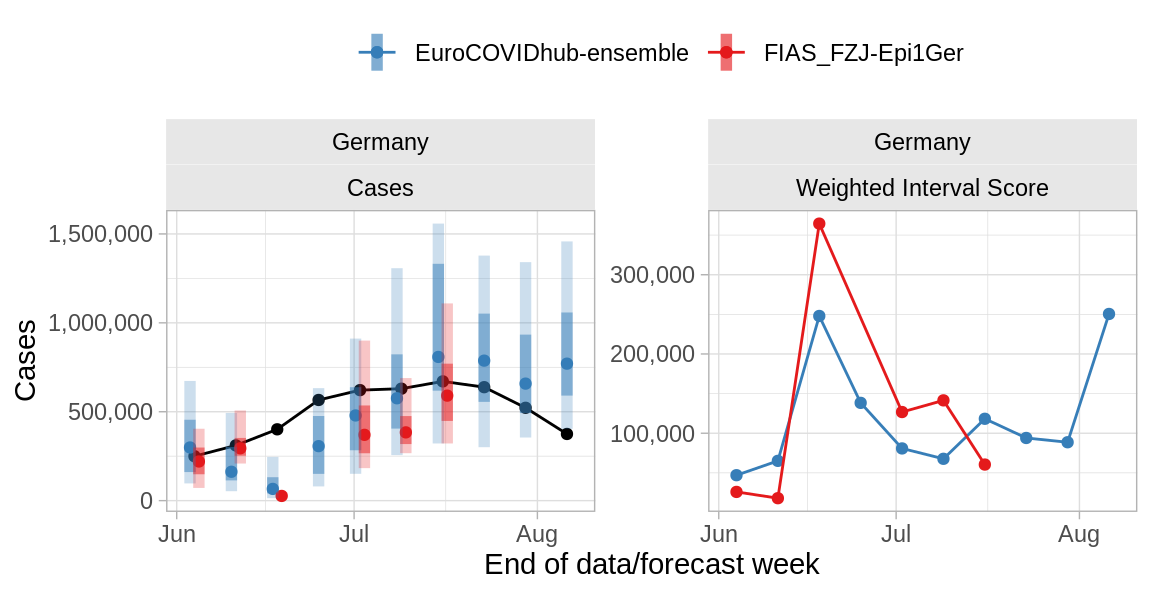 EuroCOVIDhub-ensemble FIAS_FZJ-Epi1Ger
Germany
Cases
Cases
1,500,000
1,000,000
500,000
0
Jun Jul Aug
Germany
Weighted Interval Score
300,000
200,000
100,000
Jun Jul Aug
End of data/forecast week